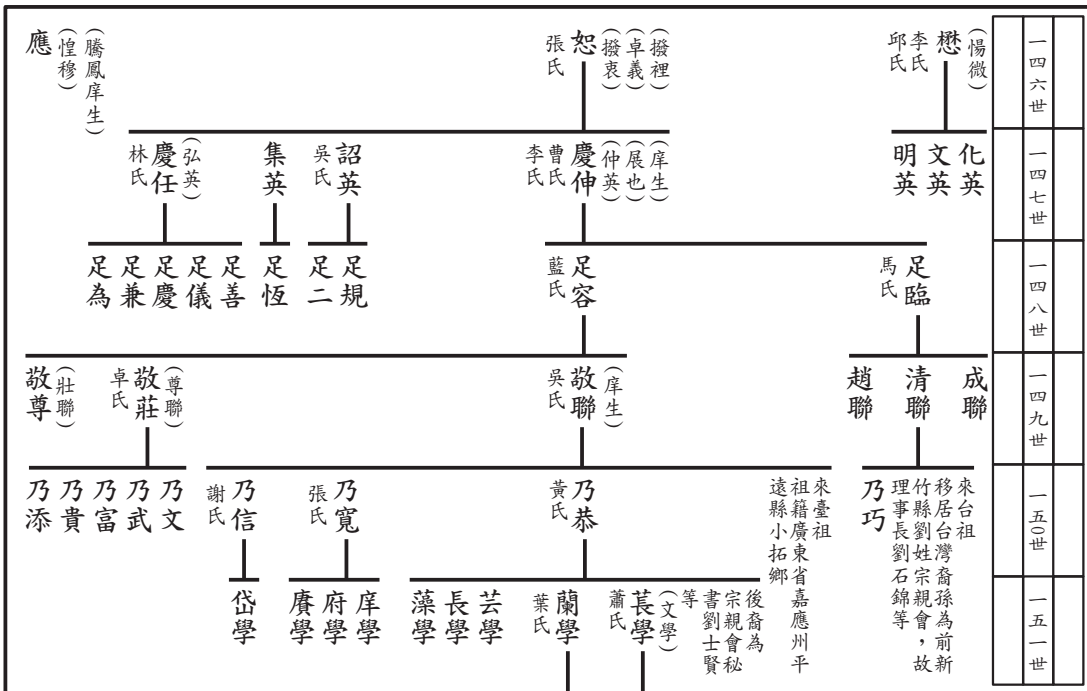 一四六世
(愓微)
懋
李氏
邱氏
(撥裡)
(卓義)
(撥衷)
恕
張氏
(騰鳳庠生)
(惶穆)
應
一四七世
化英
文英
明英
(庠生)
(展也)
(仲英)
慶伸
曹氏
李氏
詔英
吳氏
集英
(弘英)
慶任
林氏
一四八世
足臨
馬氏
足容
藍氏
足規
足二
足恆
足善
足儀
足慶
足兼
足為
一四九世
成聯
清聯
趙聯
(庠生)
敬聯
吳氏
(尊聯)
敬莊
卓氏
(壯聯)
敬尊
一五○世
來台祖
移居台灣裔孫為前新
竹縣劉姓宗親會，故
理事長劉石錦等
乃巧
來臺祖
祖籍廣東省嘉應州平
遠縣小拓鄉
乃恭
黃氏
乃寬
張氏
乃信
謝氏
乃文
乃武
乃富
乃貴
乃添
一五一世
後裔為
宗親會秘
書劉士賢
等
(文學)
萇學
蕭氏
蘭學
葉氏
芸學
長學
藻學
庠學
府學
賡學
岱學